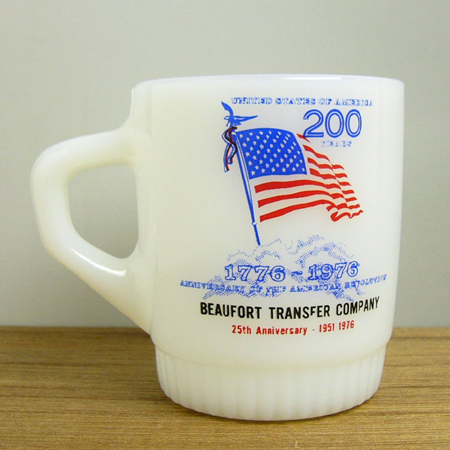 UNITED STATES OF AMERICA
200
YEARS
1776 - 1976
ANNIVERSARY OF THE AMERICAN REVOLUTION
BEAUFORT TRANSFER COMPANY
25th Anniversary - 1951 1976